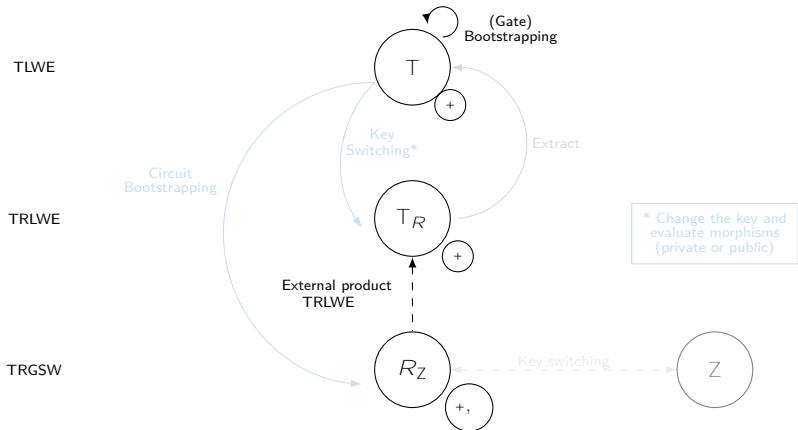 (Gate)
Bootstrapping
TLWE
T
+
Key
Switching*
Extract
Circuit
Bootstrapping
TRLWE
T_R
* Change the key and
evaluate morphisms
(private or public)
+
External product
TRLWE
TRGSW
R_Z
Key switching
Z
+,